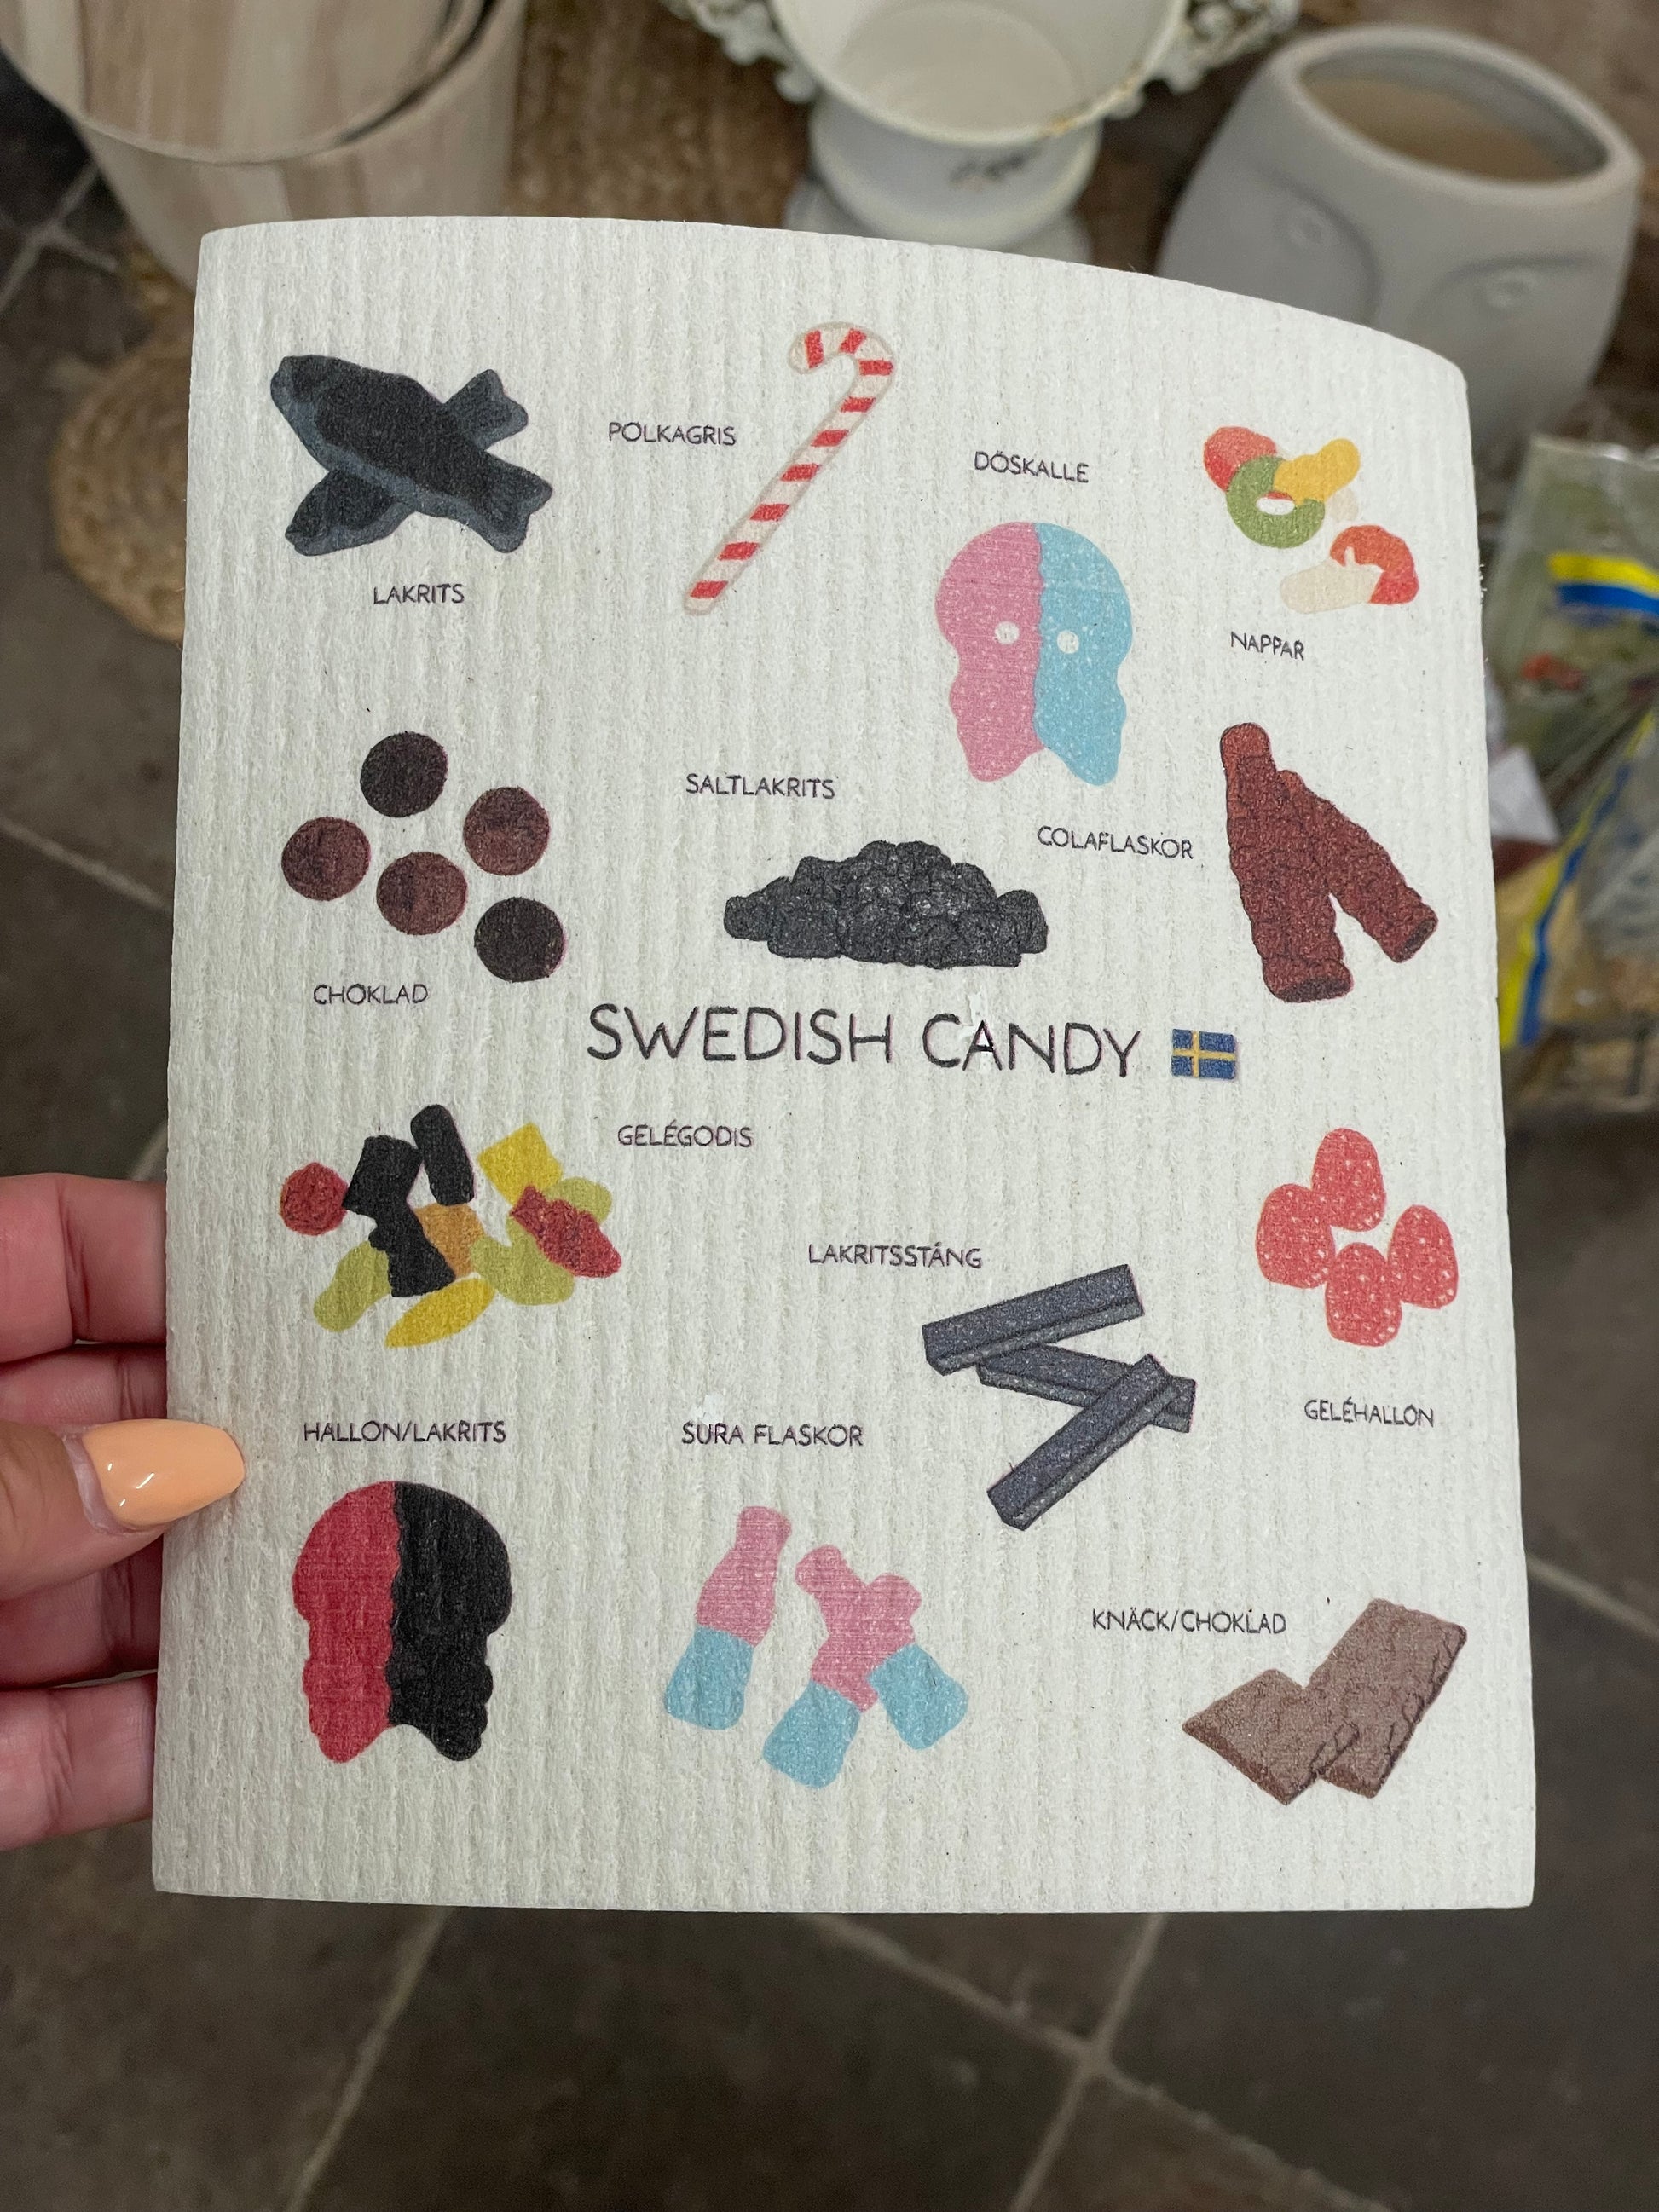 POLKAGRIS
DÖSKALLE
LAKRITS
NAPPAR
SALTLAKRITS
COLAFLASKOR
CHOKLAD
SWEDISH CANDY
GELÉGODIS
LAKRITSSTÅNG
GELÉHALLON
HALLON/LAKRITS
SURA FLASKOR
KNÄCK/CHOKLAD